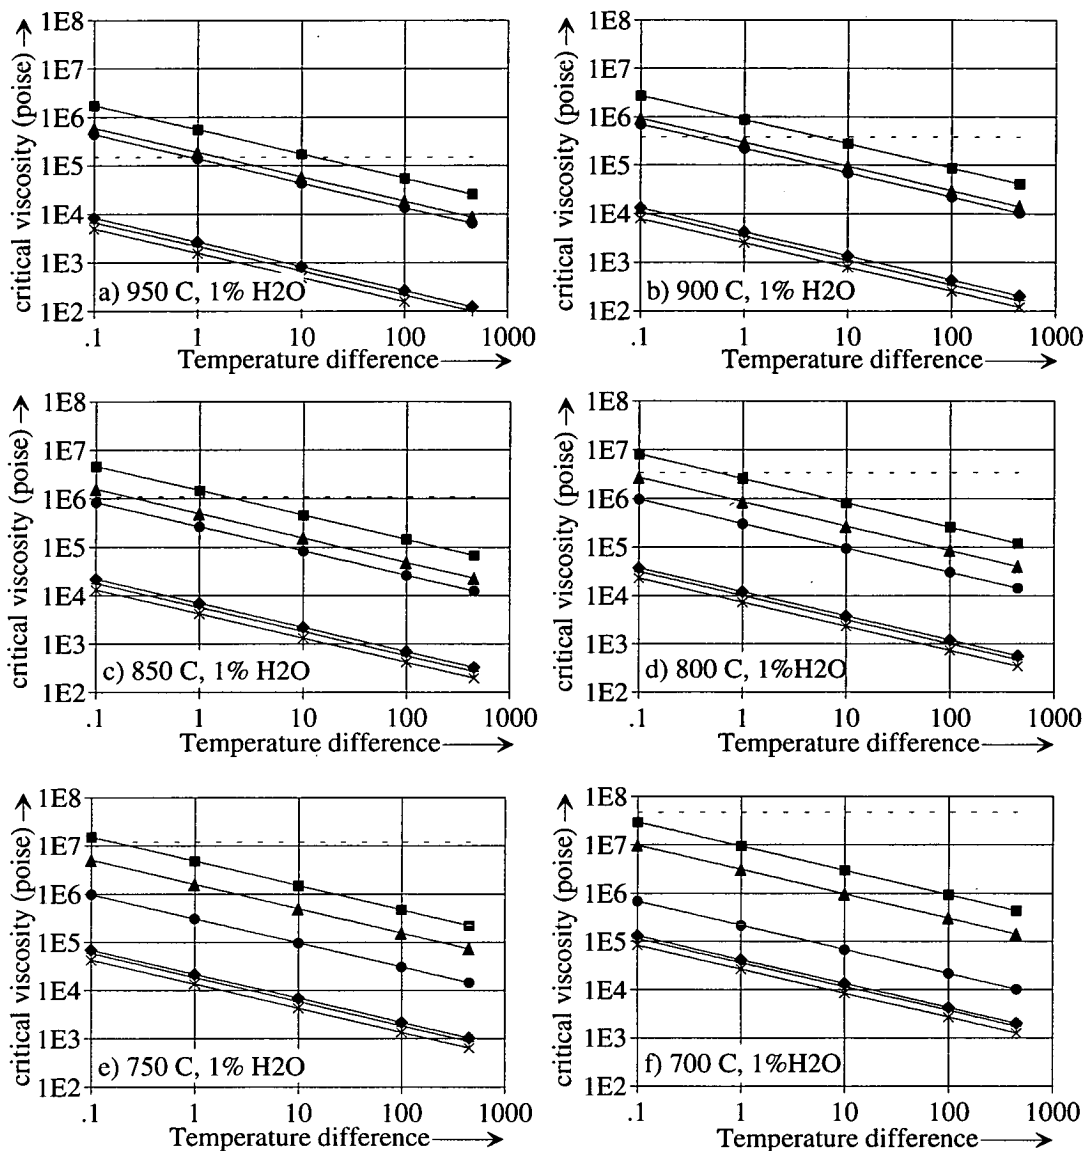 critical viscosity (poise)
1E8
1E7
1E6
1E5
1E4
1E3
1E2
a) 950 C, 1% H2O
.1 1 10 100 1000
Temperature difference
critical viscosity (poise)
1E8
1E7
1E6
1E5
1E4
1E3
1E2
b) 900 C, 1% H2O
.1 1 10 100 1000
Temperature difference
critical viscosity (poise)
1E8
1E7
1E6
1E5
1E4
1E3
1E2
c) 850 C, 1% H2O
.1 1 10 100 1000
Temperature difference
critical viscosity (poise)
1E8
1E7
1E6
1E5
1E4
1E3
1E2
d) 800 C, 1%H2O
.1 1 10 100 1000
Temperature difference
critical viscosity (poise)
1E8
1E7
1E6
1E5
1E4
1E3
1E2
e) 750 C, 1% H2O
.1 1 10 100 1000
Temperature difference
critical viscosity (poise)
1E8
1E7
1E6
1E5
1E4
1E3
1E2
f) 700 C, 1%H2O
.1 1 10 100 1000
Temperature difference